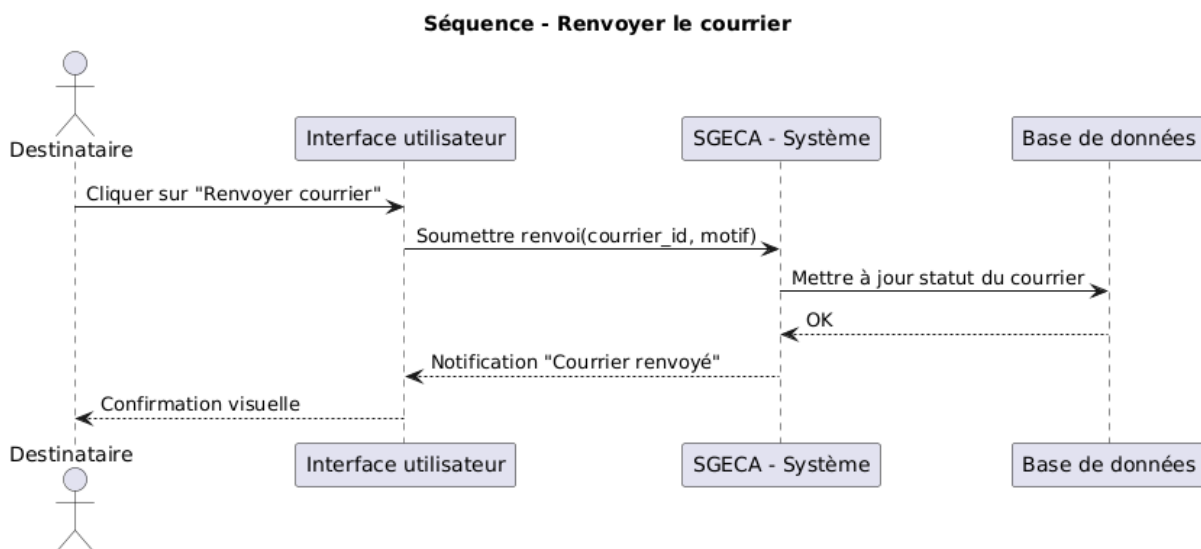 Séquence - Renvoyer le courrier
Destinataire
Interface utilisateur
SGECA - Système
Base de données
Cliquer sur "Renvoyer courrier"
Soumettre renvoi(courrier_id, motif)
Mettre à jour statut du courrier
OK
Notification "Courrier renvoyé"
Confirmation visuelle
Destinataire
Interface utilisateur
SGECA - Système
Base de données